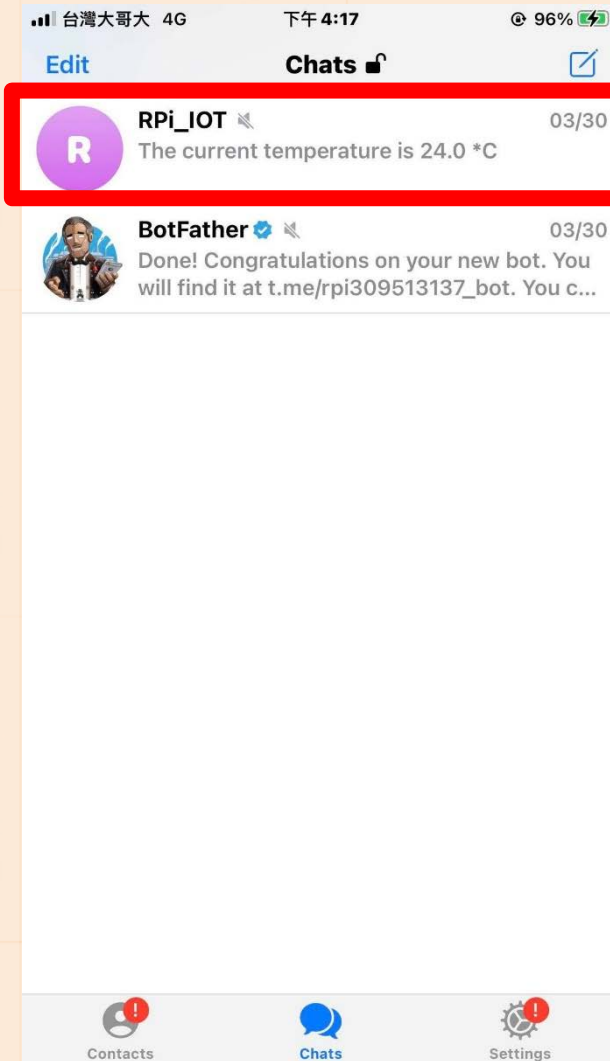 台灣大哥大 4G 下午 4:17 96%
Edit Chats
R
RPi_IOT 03/30
The current temperature is 24.0 *C
BotFather 03/30
Done! Congratulations on your new bot. You
will find it at t.me/rpi309513137_bot. You c...
! !
Contacts Chats Settings